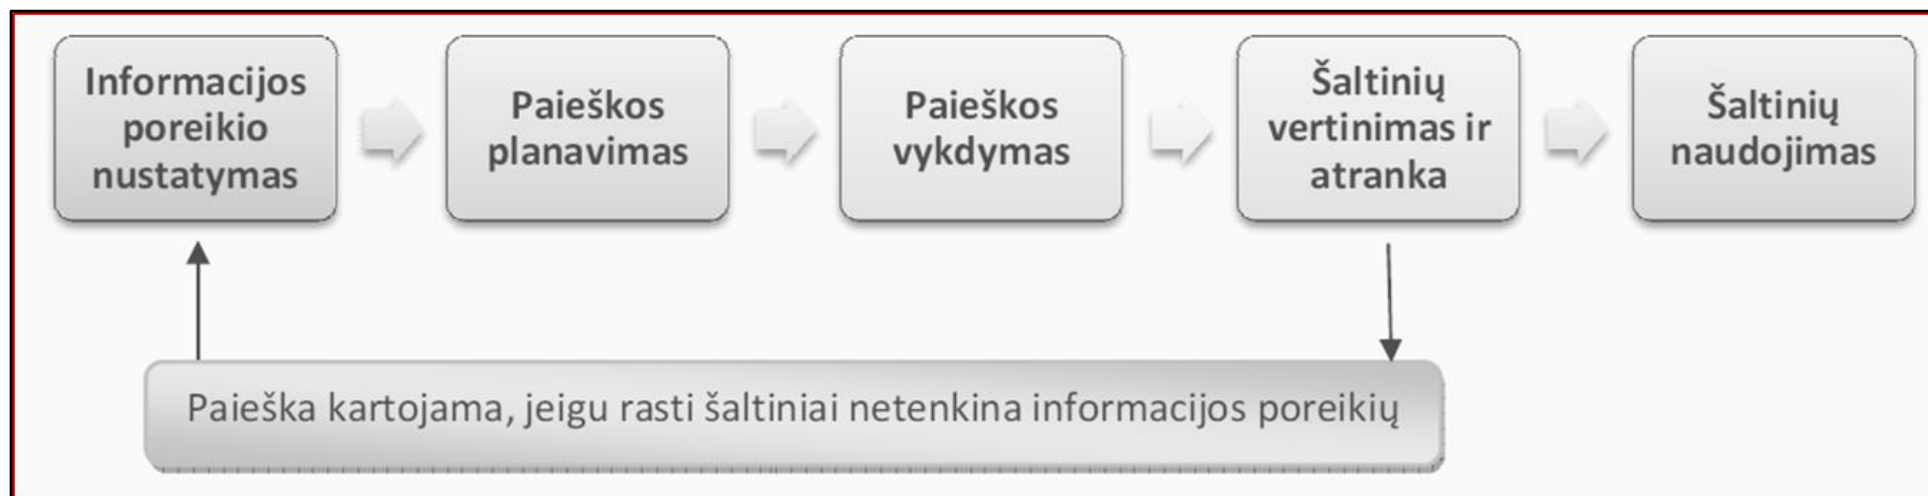 Informacijos
poreikio
nustatymas
Paieškos
planavimas
Paieškos
vykdymas
Šaltinių
vertinimas ir
atranka
Šaltinių
naudojimas
Paieška kartojama, jeigu rasti šaltiniai netenkina informacijos poreikių